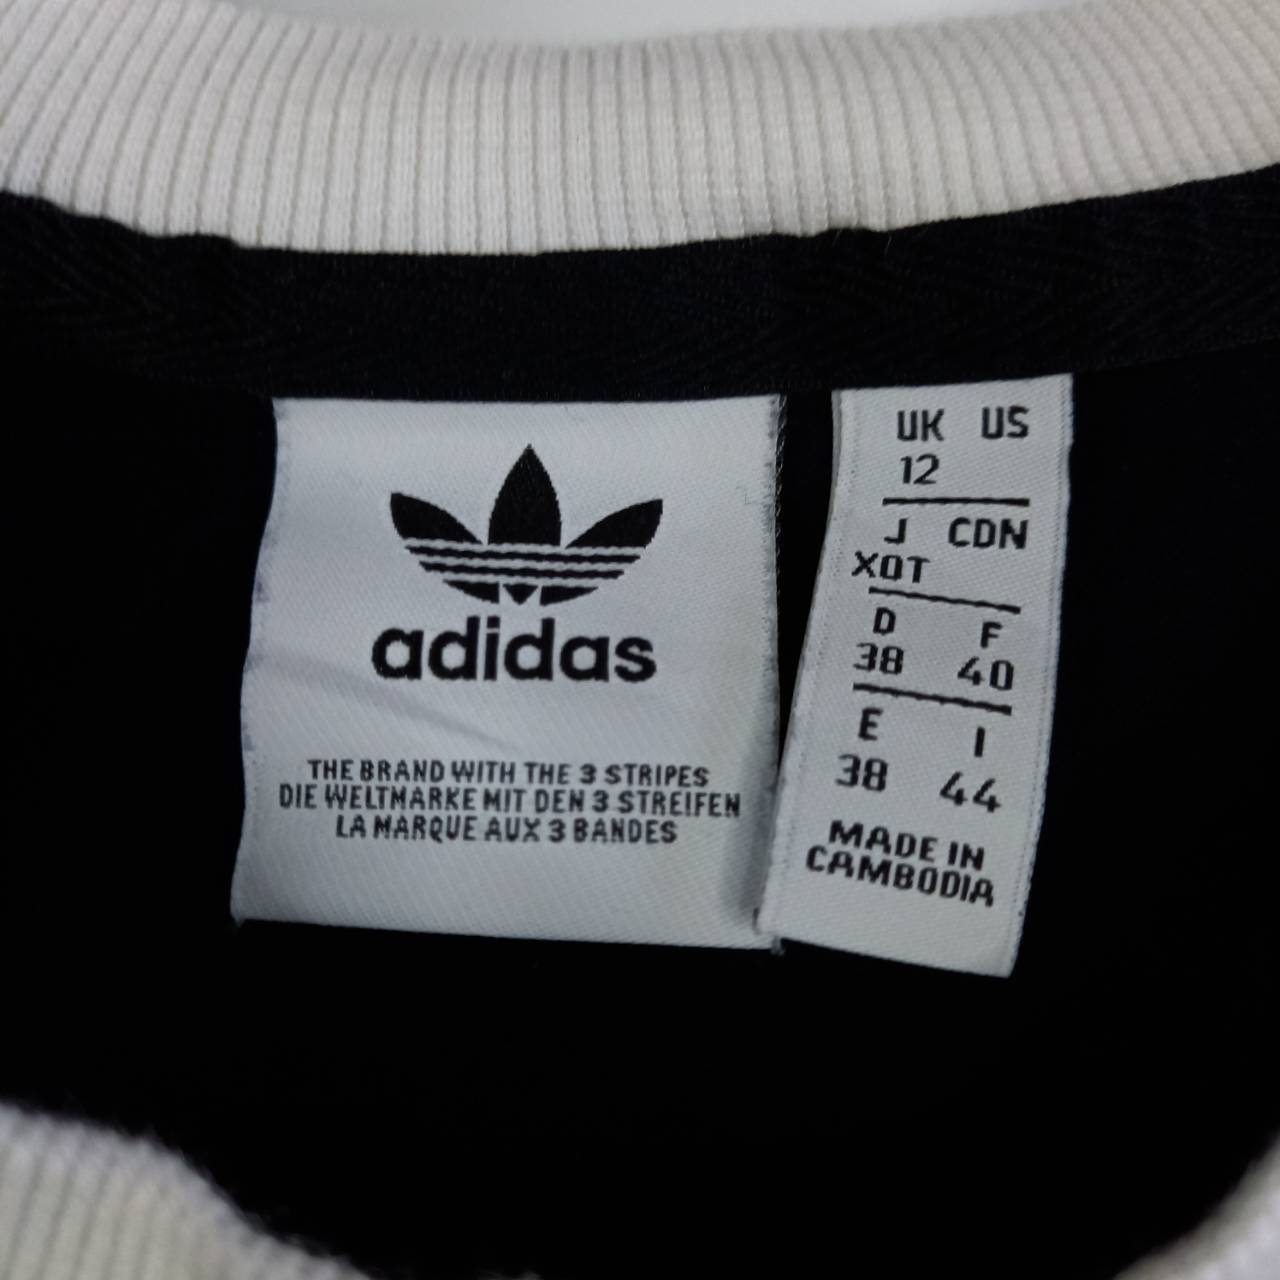 adidas
THE BRAND WITH THE 3 STRIPES
DIE WELTMARKE MIT DEN 3 STREIFEN
LA MARQUE AUX 3 BANDES
UK US
12
J CDN
XOT
D F
38 40
E I
38 44
MADE IN
CAMBODIA